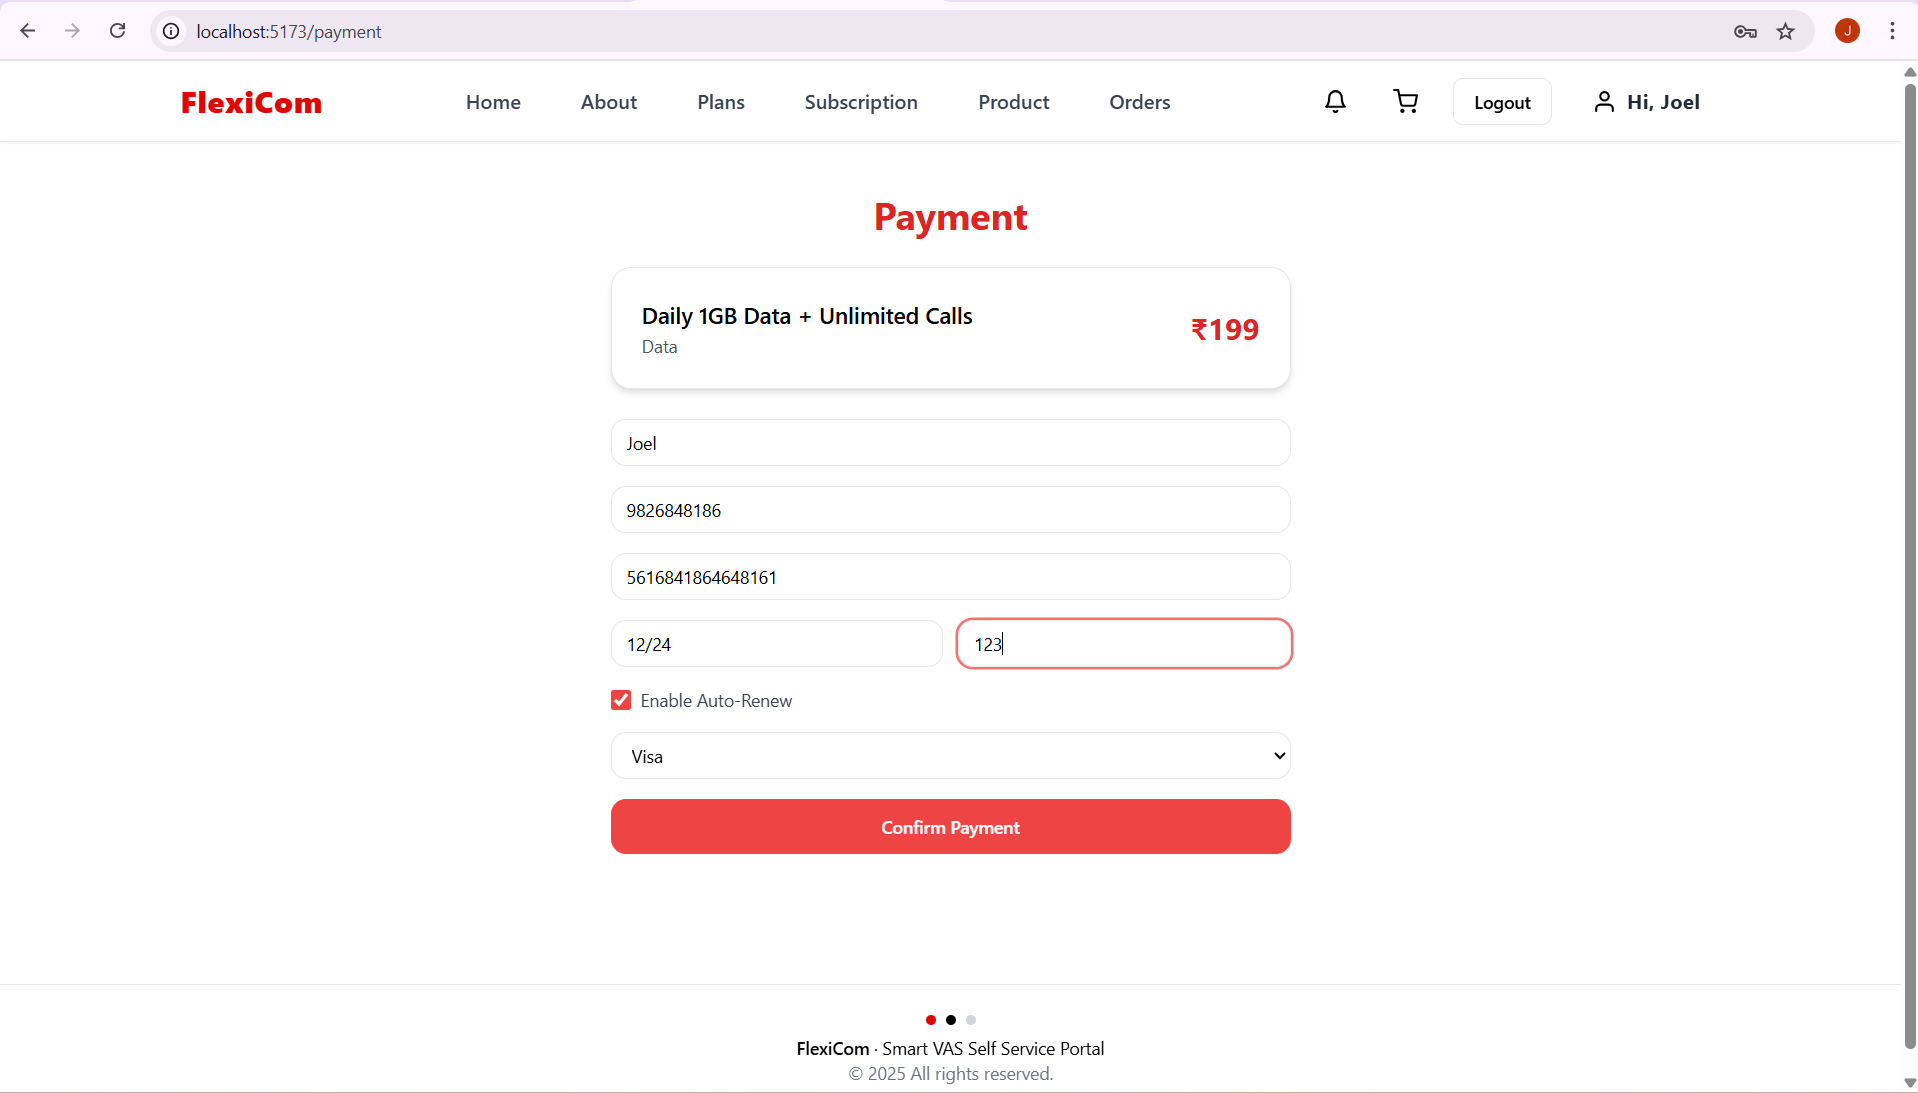 localhost:5173/payment
J
FlexiCom
Home About Plans Subscription Product Orders Logout Hi, Joel
Payment
Daily 1GB Data + Unlimited Calls
Data
₹199
Joel
9826848186
5616841864648161
12/24 123
Enable Auto-Renew
Visa
Confirm Payment
FlexiCom · Smart VAS Self Service Portal
© 2025 All rights reserved.